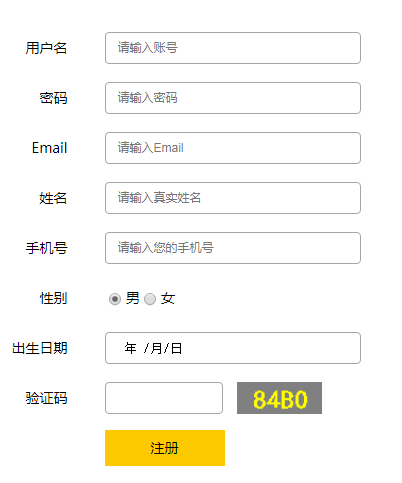 用户名 请输入账号
密码 请输入密码
Email 请输入Email
姓名 请输入真实姓名
手机号 请输入您的手机号
性别 男 女
出生日期 年 /月/日
验证码 84B0
注册